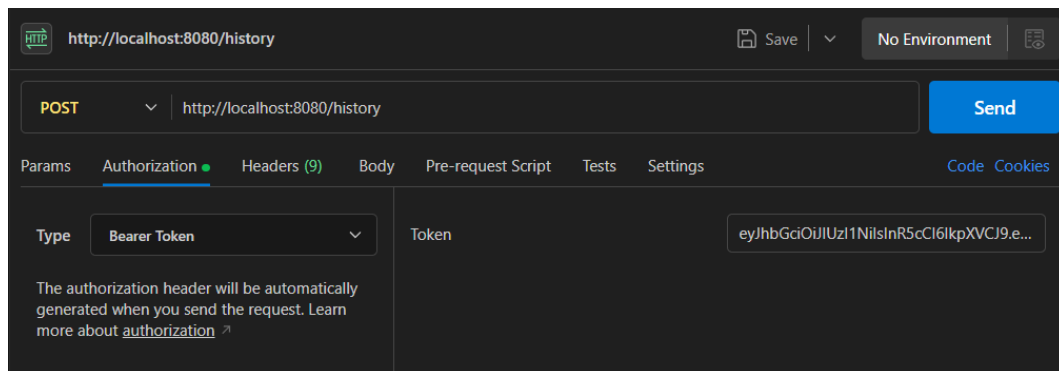 HTTP http://localhost:8080/history Save No Environment
POST http://localhost:8080/history Send
Params Authorization Headers (9) Body Pre-request Script Tests Settings Code Cookies
Type Bearer Token Token eyJhbGciOiJIUzI1NiIsInR5cCI6IkpXVCJ9.e...
The authorization header will be automatically
generated when you send the request. Learn
more about authorization ↗